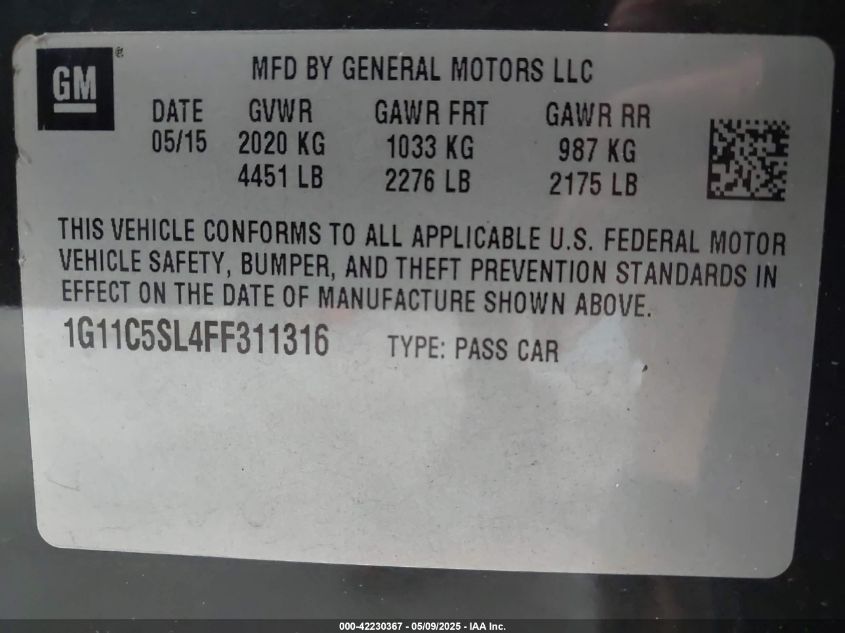 GM ®
MFD BY GENERAL MOTORS LLC
DATE GVWR GAWR FRT GAWR RR
05/15 2020 KG 1033 KG 987 KG
4451 LB 2276 LB 2175 LB
THIS VEHICLE CONFORMS TO ALL APPLICABLE U.S. FEDERAL MOTOR
VEHICLE SAFETY, BUMPER, AND THEFT PREVENTION STANDARDS IN
EFFECT ON THE DATE OF MANUFACTURE SHOWN ABOVE.
1G11C5SL4FF311316 TYPE: PASS CAR
000-42230367 - 05/09/2025 - IAA Inc.